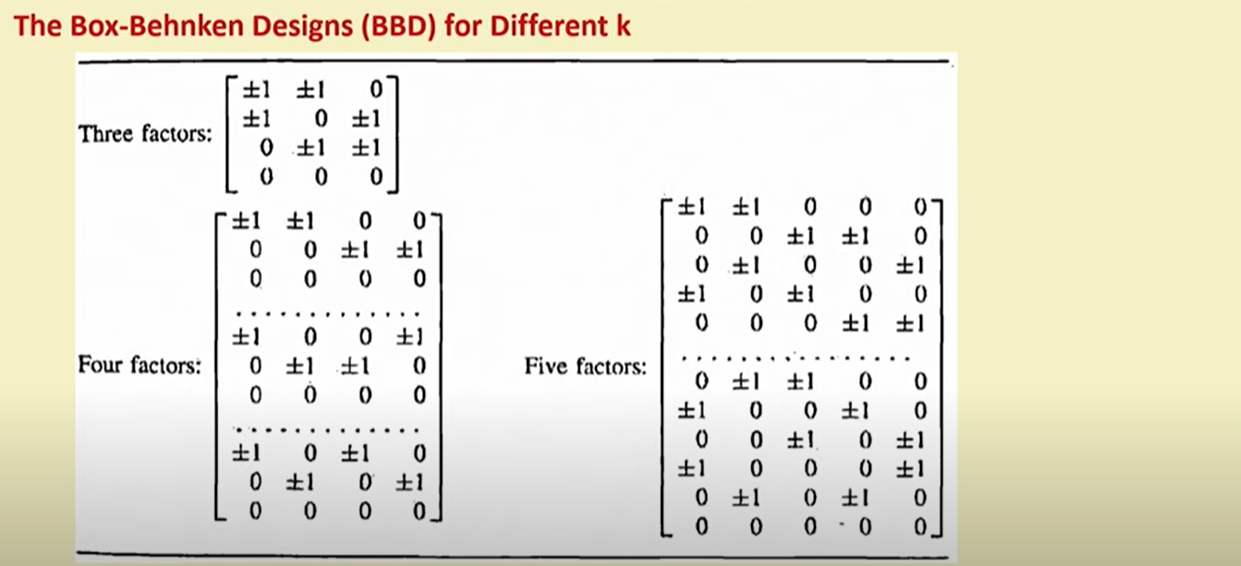 The Box-Behnken Designs (BBD) for Different k
Three factors:
±1 ±1 0
±1 0 ±1
0 ±1 ±1
0 0 0
Four factors:
±1 ±1 0 0
0 0 ±1 ±1
0 0 0 0
±1 0 0 ±1
0 ±1 ±1 0
0 0 0 0
±1 0 ±1 0
0 ±1 0 ±1
0 0 0 0
Five factors:
±1 ±1 0 0 0
0 0 ±1 ±1 0
0 ±1 0 0 ±1
±1 0 ±1 0 0
0 0 0 ±1 ±1
0 ±1 ±1 0 0
±1 0 0 ±1 0
0 0 ±1 0 ±1
±1 0 0 0 ±1
0 ±1 0 ±1 0
0 0 0 0 0